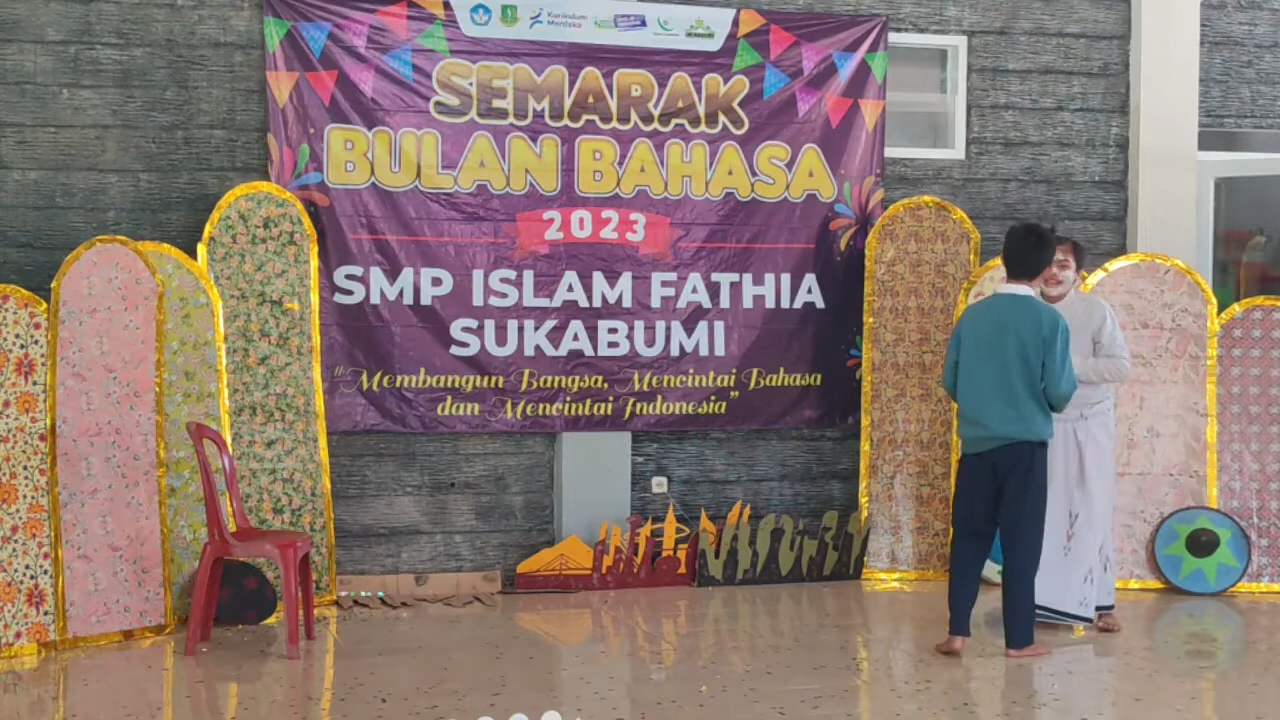 Kurikulum
Merdeka
SEMARAK
BULAN BAHASA
2023
SMP ISLAM FATHIA
SUKABUMI
"Membangun Bangsa, Mencintai Bahasa
dan Mencintai Indonesia"